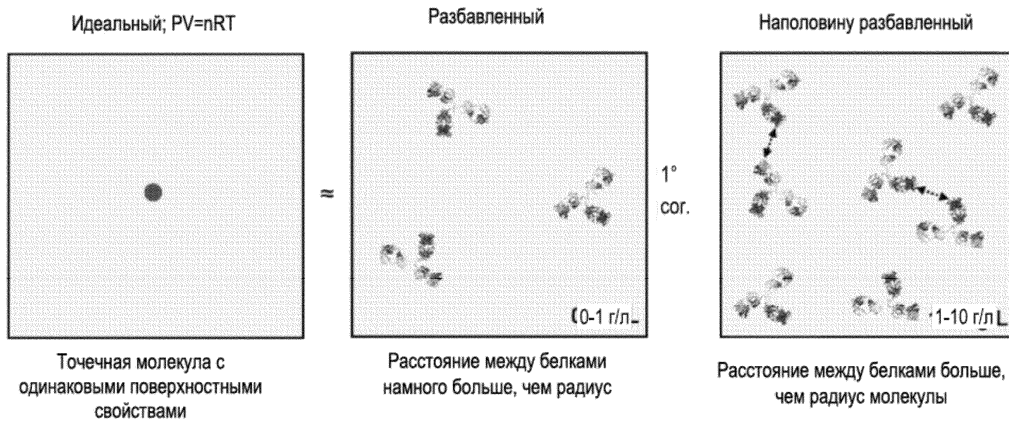 Идеальный; PV=nRT
Разбавленный
Наполовину разбавленный
≈
1°
сог.
0-1 г/л
1-10 г/л
Точечная молекула с
одинаковыми поверхностными
свойствами
Расстояние между белками
намного больше, чем радиус
Расстояние между белками больше,
чем радиус молекулы